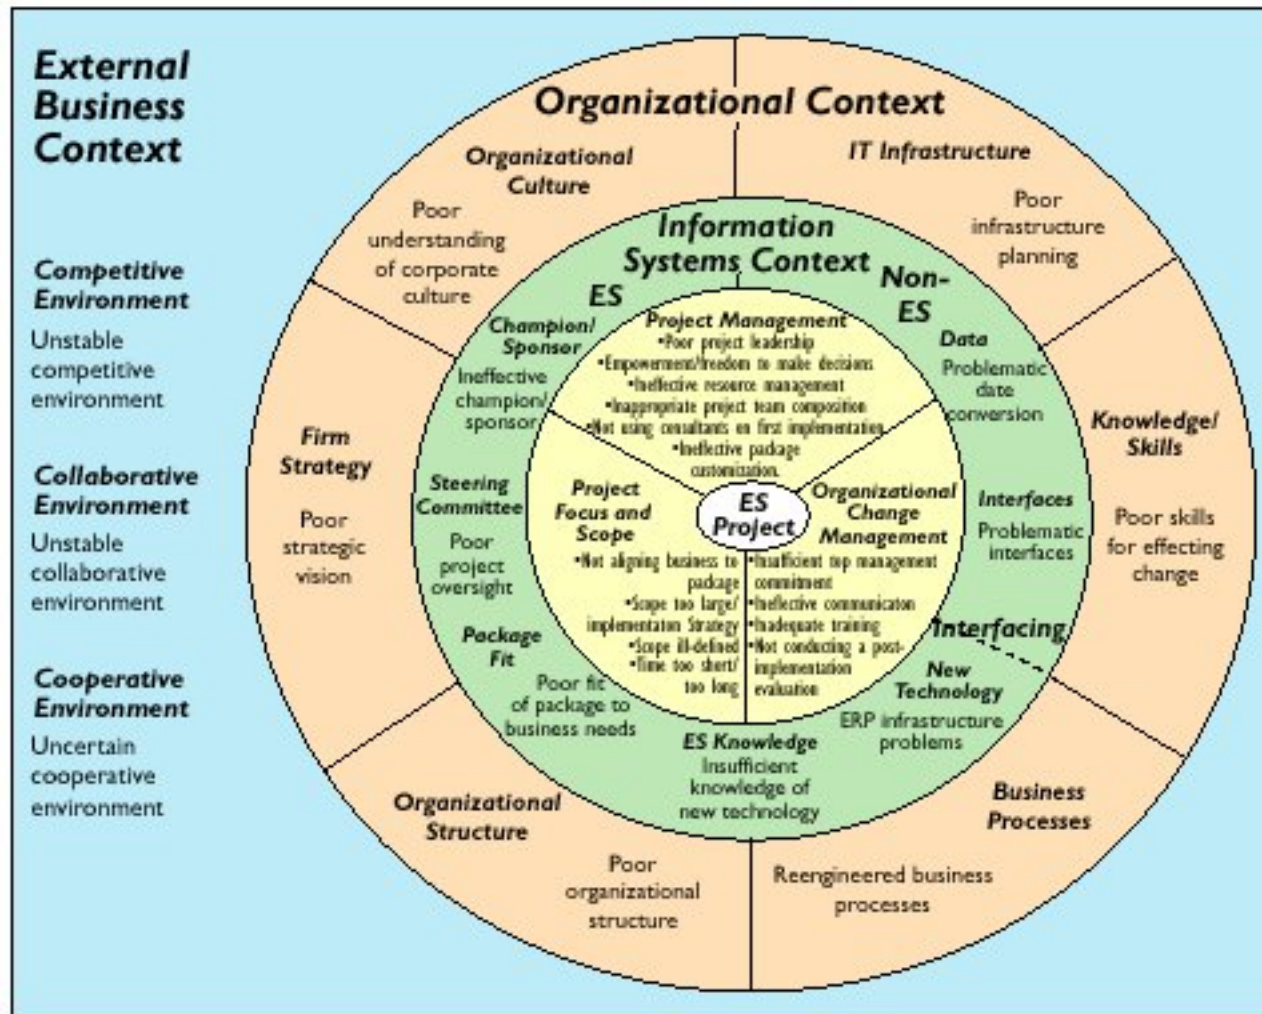 External
Business
Context
Competitive
Environment
Unstable
competitive
environment
Collaborative
Environment
Unstable
collaborative
environment
Cooperative
Environment
Uncertain
cooperative
environment
Organizational Context
Organizational
Culture
Poor
understanding
of corporate
culture
IT Infrastructure
Poor
infrastructure
planning
Firm
Strategy
Poor
strategic
vision
Knowledge/
Skills
Poor skills
for effecting
change
Organizational
Structure
Poor
organizational
structure
Business
Processes
Reengineered business
processes
Information
Systems Context
ES
Non-
ES
Champion/
Sponsor
Ineffective
champion/
sponsor
Steering
Committee
Poor
project
oversight
Package
Fit
Poor fit
of package to
business needs
ES Knowledge
Insufficient
knowledge of
new technology
Data
Problematic
date
conversion
Interfaces
Problematic
interfaces
Interfacing
New
Technology
ERP infrastructure
problems
Project Management
•Poor project leadership
•Empowerment/freedom to make decisions
•Ineffective resource management
•Inappropriate project team composition
•Not using consultants on first implementation
•Ineffective package
customization.
Project
Focus and
Scope
•Not aligning business to
package
•Scope too large/
implementaton Strategy
•Scope ill-defined
•Time too short/
too long
ES
Project
Organizational
Change
Management
•Insufficient top management
commitment
•Ineffective communicaton
•Inadequate training
•Not conducting a post-
implementation
evaluation